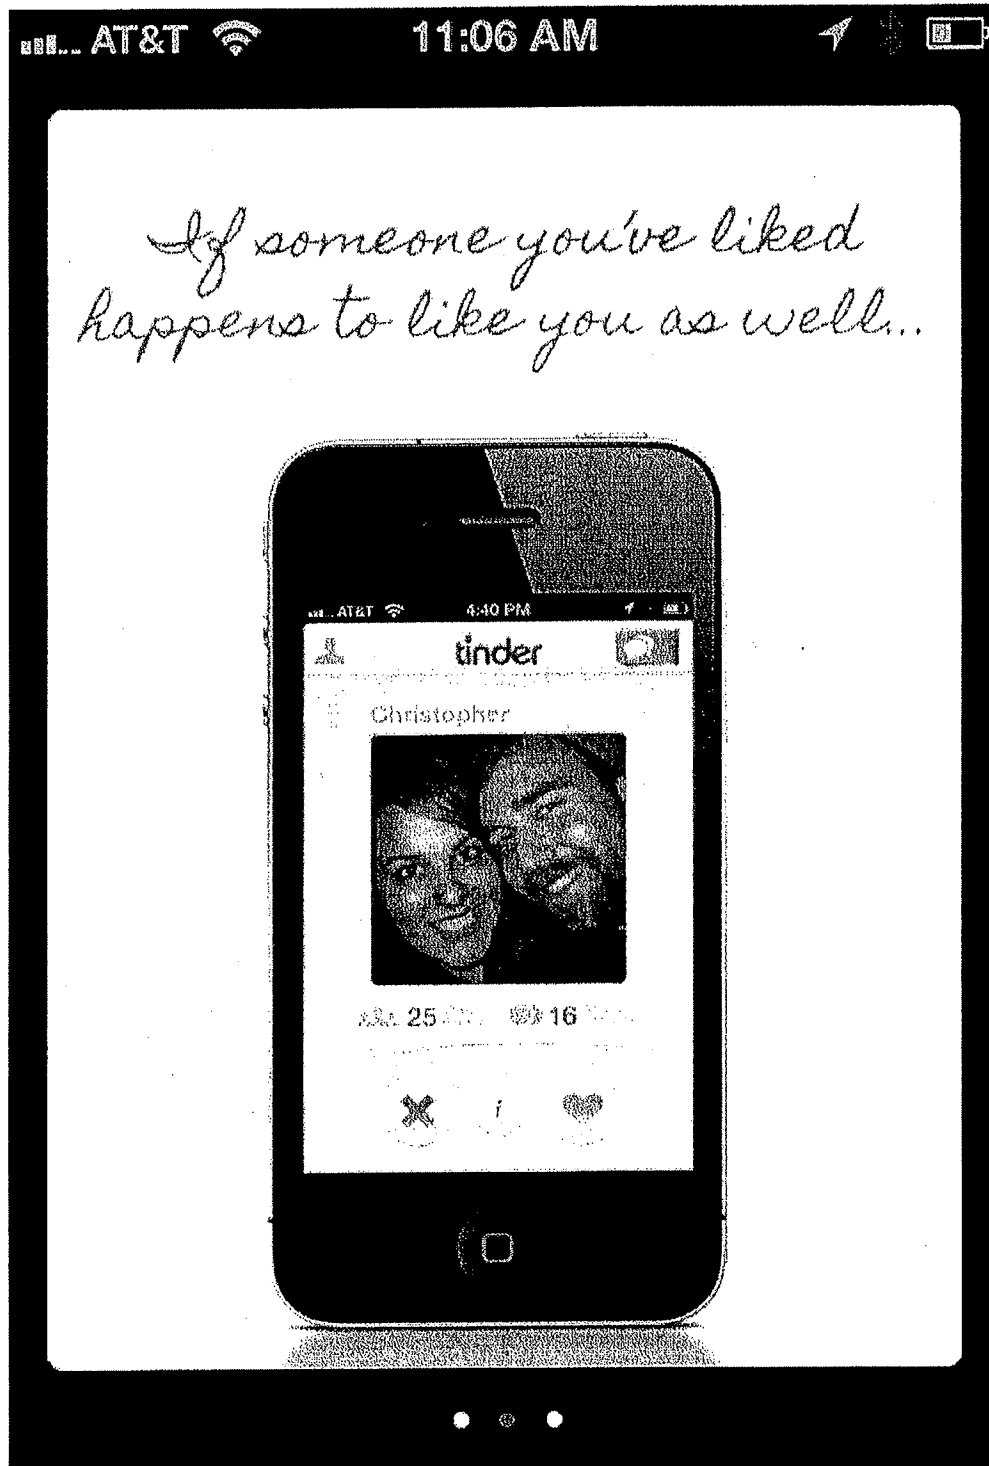 AT&T 11:06 AM
If someone you've liked
happens to like you as well...
AT&T 4:40 PM
tinder
Christopher
25 16
i